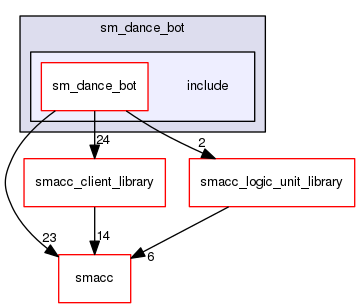 sm_dance_bot
sm_dance_bot
include
24
2
smacc_client_library
smacc_logic_unit_library
23
14
6
smacc